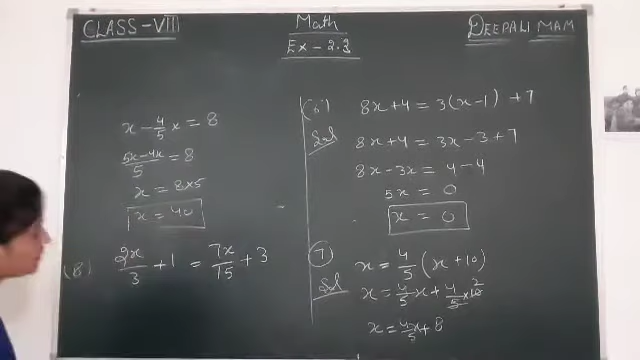 CLASS-VIII
Math
Ex-2.3
DEEPALI MAM
x - 4/5 x = 8
5x-4x/5 = 8
x = 8x5
x = 40
(8) 2x/3 + 1 = 7x/15 + 3
(6) 8x+4 = 3(x-1) + 7
Sol 8x+4 = 3x-3+7
8x-3x = 4-4
5x = 0
x = 0
(7) x = 4/5 (x+10)
Sol x = 4/5 x + 4/5 x 10 2
x = 4/5 x + 8